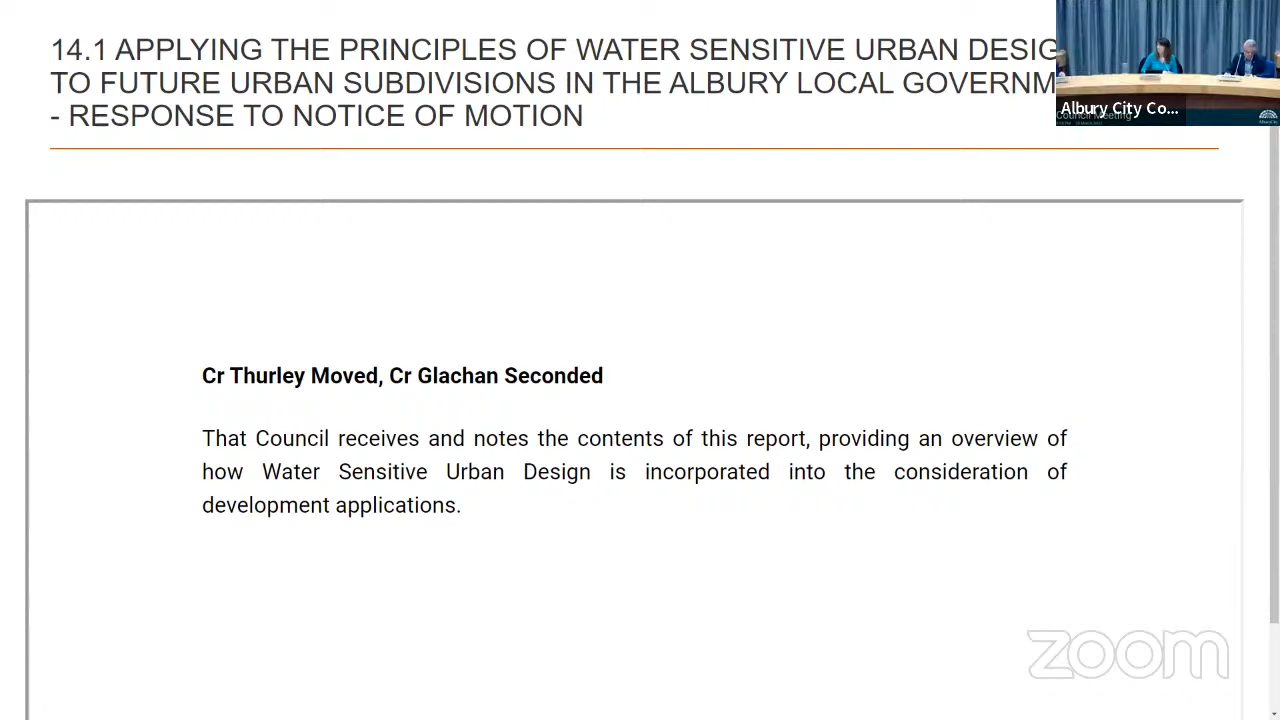 14.1 APPLYING THE PRINCIPLES OF WATER SENSITIVE URBAN DESIG
TO FUTURE URBAN SUBDIVISIONS IN THE ALBURY LOCAL GOVERNM
- RESPONSE TO NOTICE OF MOTION
Albury City Co...
Council Meeting
Cr Thurley Moved, Cr Glachan Seconded
That Council receives and notes the contents of this report, providing an overview of
how Water Sensitive Urban Design is incorporated into the consideration of
development applications.
zoom